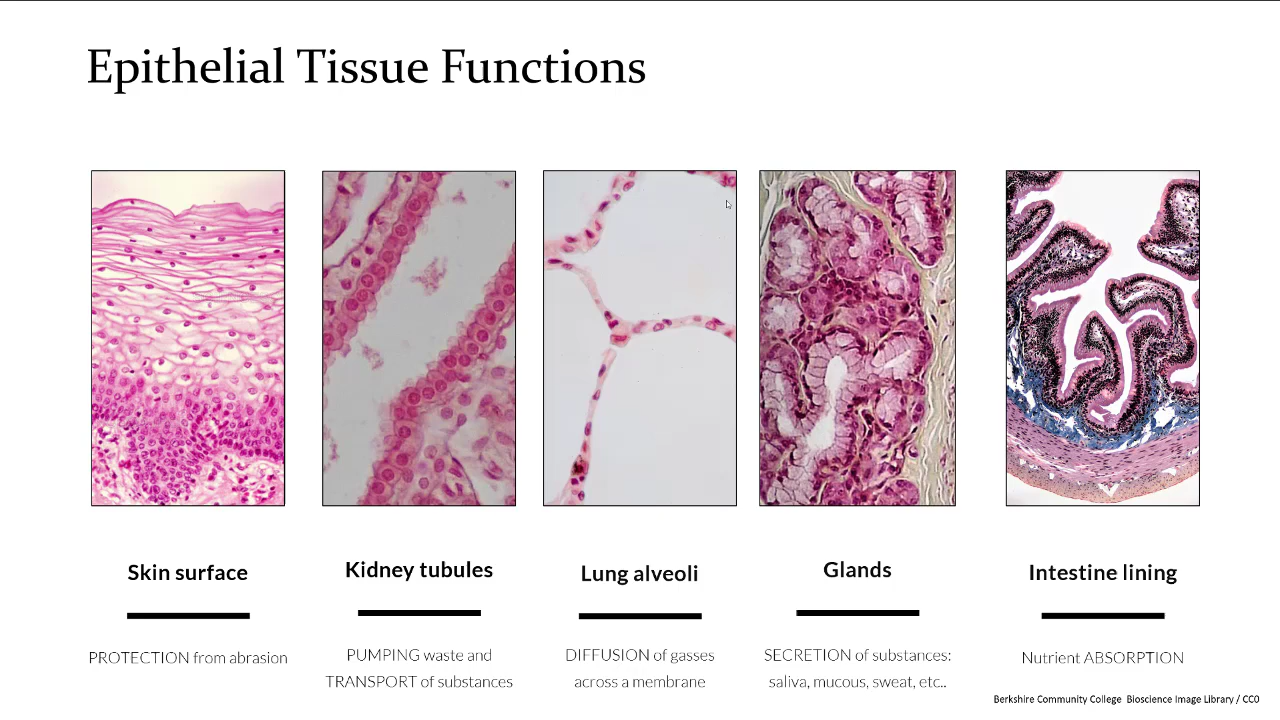 Epithelial Tissue Functions
Skin surface
PROTECTION from abrasion
Kidney tubules
PUMPING waste and
TRANSPORT of substances
Lung alveoli
DIFFUSION of gasses
across a membrane
Glands
SECRETION of substances:
saliva, mucous, sweat, etc..
Intestine lining
Nutrient ABSORPTION
Berkshire Community College Bioscience Image Library / CC0